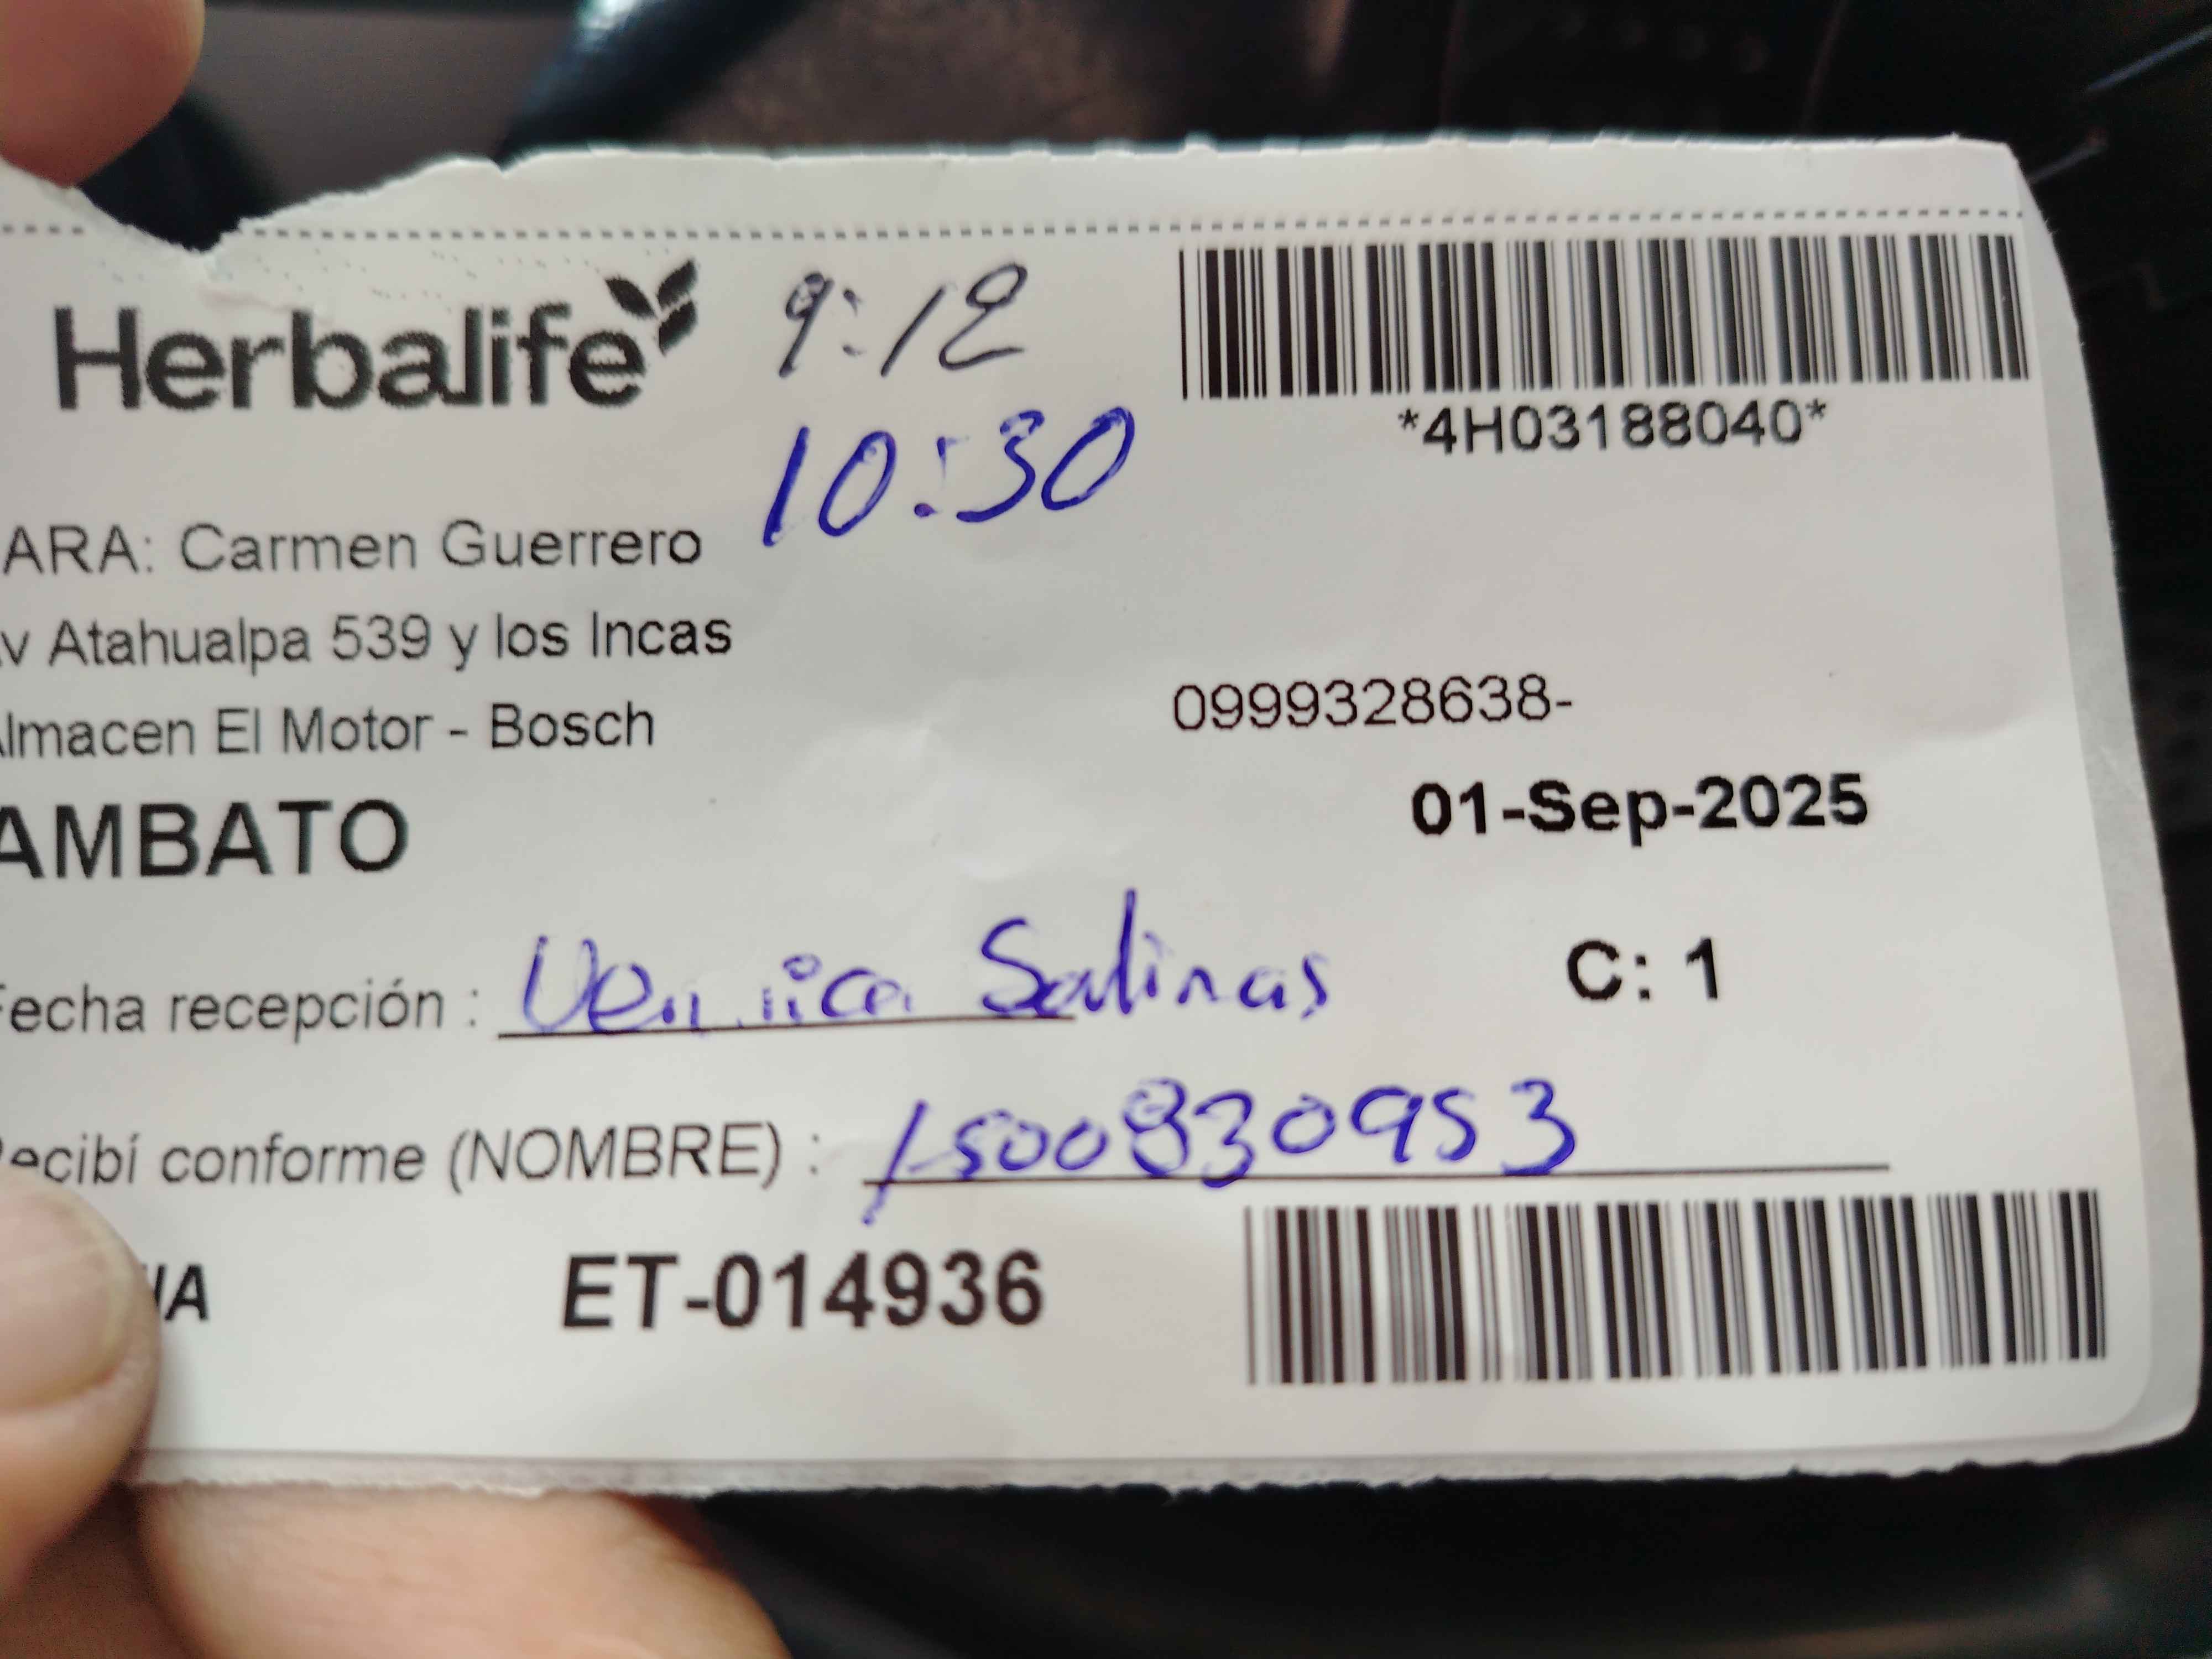 Herbalife
9:12
10:30
*4H03188040*
ARA: Carmen Guerrero
v Atahualpa 539 y los Incas
lmacen El Motor - Bosch
0999328638-
AMBATO
01-Sep-2025
Fecha recepción : Salinas
C: 1
ecibí conforme (NOMBRE) : 1500830953
IA
ET-014936